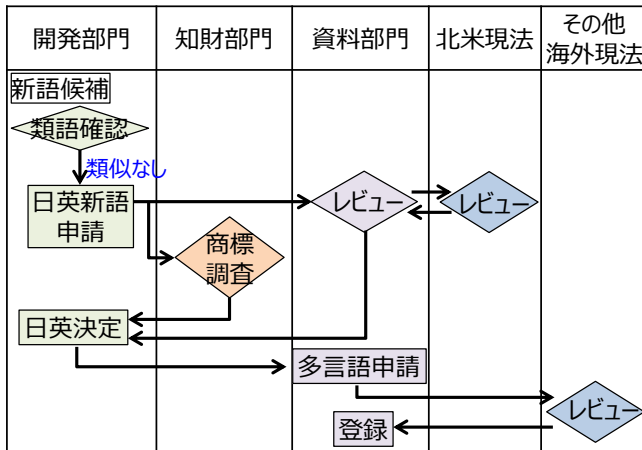 開発部門
知財部門
資料部門
北米現法
その他
海外現法
新語候補
類語確認
類似なし
日英新語
申請
レビュー
レビュー
商標
調査
日英決定
多言語申請
レビュー
登録